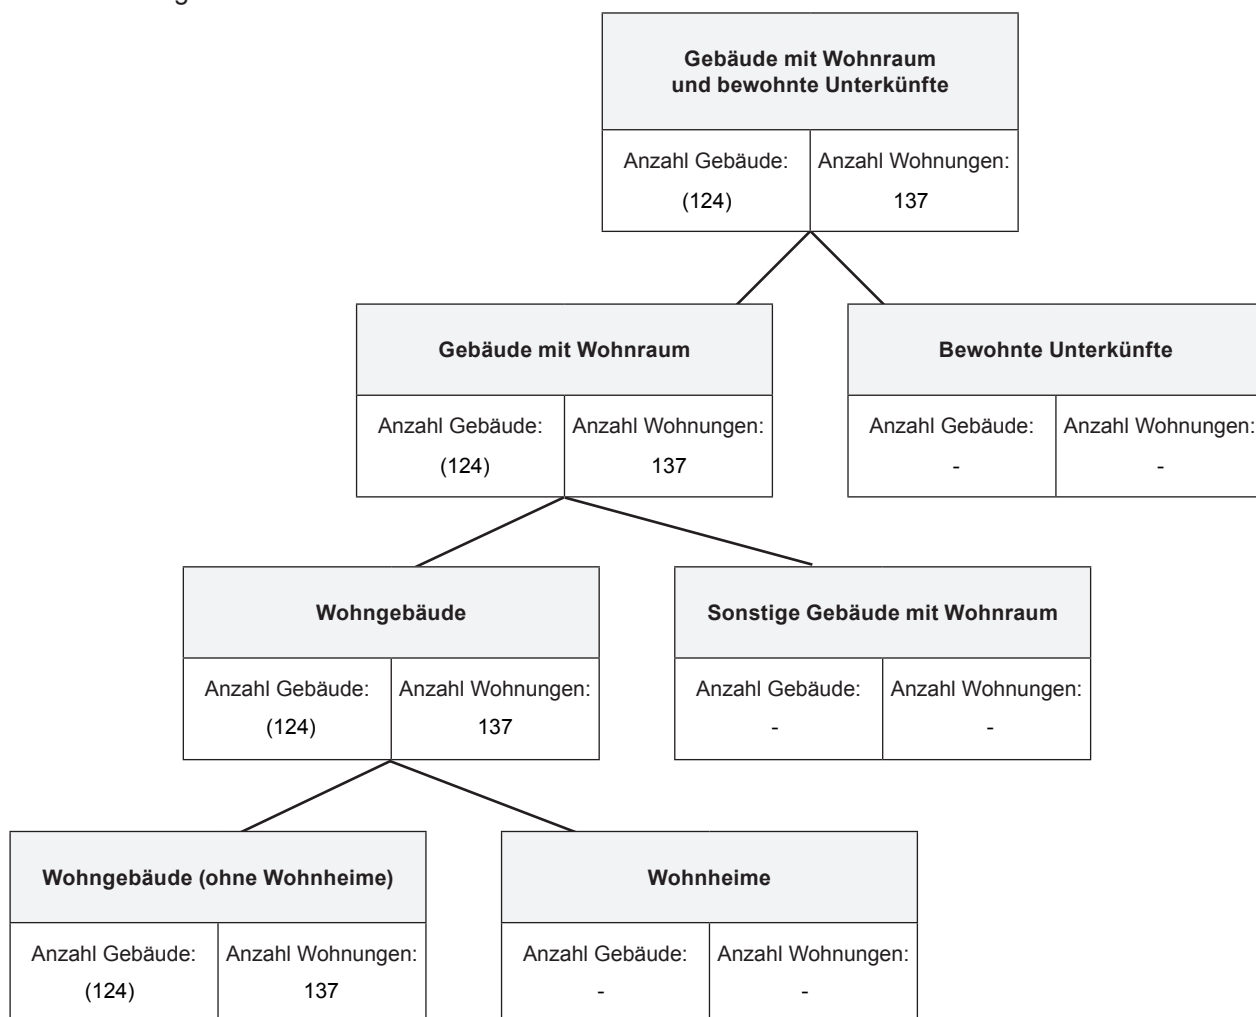 Gebäude mit Wohnraum
und bewohnte Unterkünfte
Anzahl Gebäude: Anzahl Wohnungen:
(124) 137
Gebäude mit Wohnraum Bewohnte Unterkünfte
Anzahl Gebäude: Anzahl Wohnungen: Anzahl Gebäude: Anzahl Wohnungen:
(124) 137 - -
Wohngebäude Sonstige Gebäude mit Wohnraum
Anzahl Gebäude: Anzahl Wohnungen: Anzahl Gebäude: Anzahl Wohnungen:
(124) 137 - -
Wohngebäude (ohne Wohnheime) Wohnheime
Anzahl Gebäude: Anzahl Wohnungen: Anzahl Gebäude: Anzahl Wohnungen:
(124) 137 - -